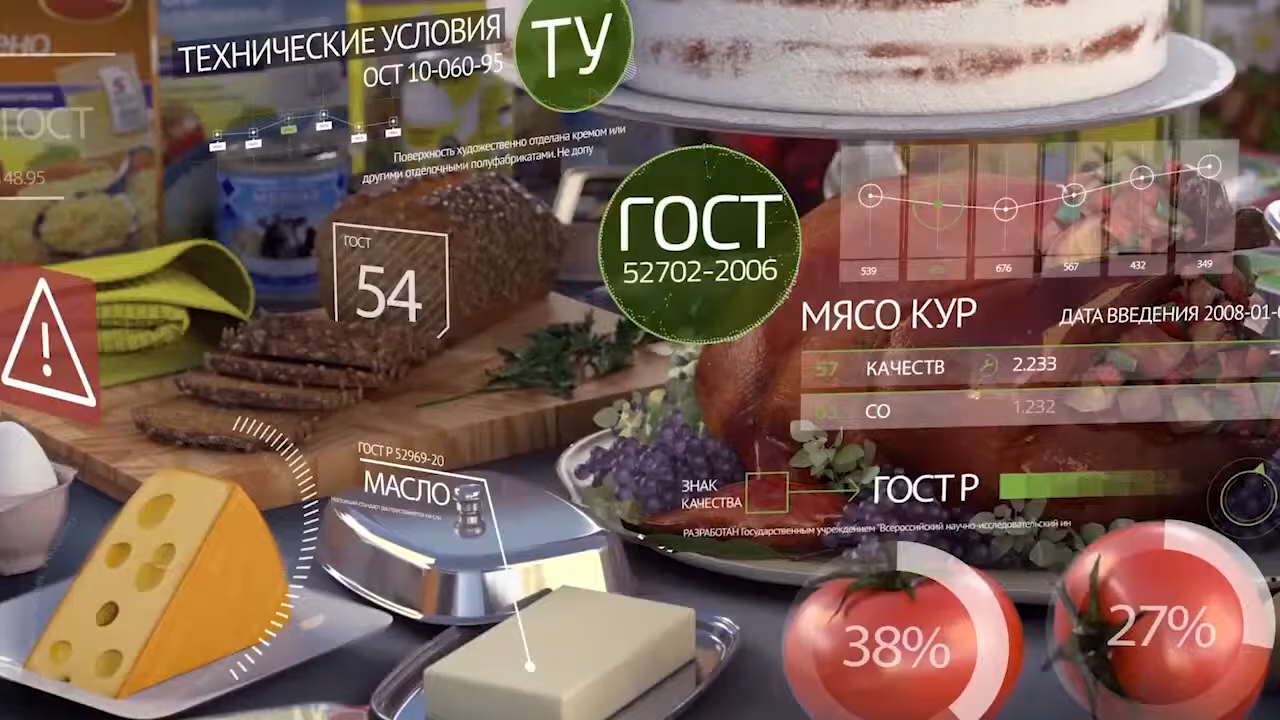 ТЕХНИЧЕСКИЕ УСЛОВИЯ
ОСТ 10-060-95
ТУ
ГОСТ
48.95
Поверхность художественно отделана кремом или
другими отделочными полуфабрикатами. Не допу
ГОСТ
54
ГОСТ
52702-2006
539
676
567
432
349
МЯСО КУР
ДАТА ВВЕДЕНИЯ 2008-01-
57 КАЧЕСТВ 2.233
СО 1.232
ГОСТ Р 52969-20
МАСЛО
ЗНАК
КАЧЕСТВА
ГОСТ Р
РАЗРАБОТАН Государственным учреждением "Всероссийский научно-исследовательский ин
38%
27%